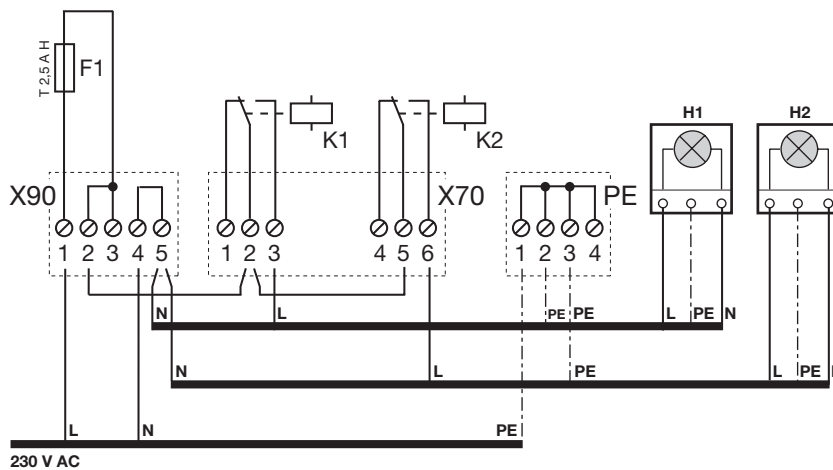 T 2,5 A H
F1
K1
K2
H1
H2
X90
X70
PE
1 2 3 4 5
1 2 3
4 5 6
1 2 3 4
N
L
PE
PE
L
PE
N
N
L
PE
L
PE
L
N
PE
230 V AC